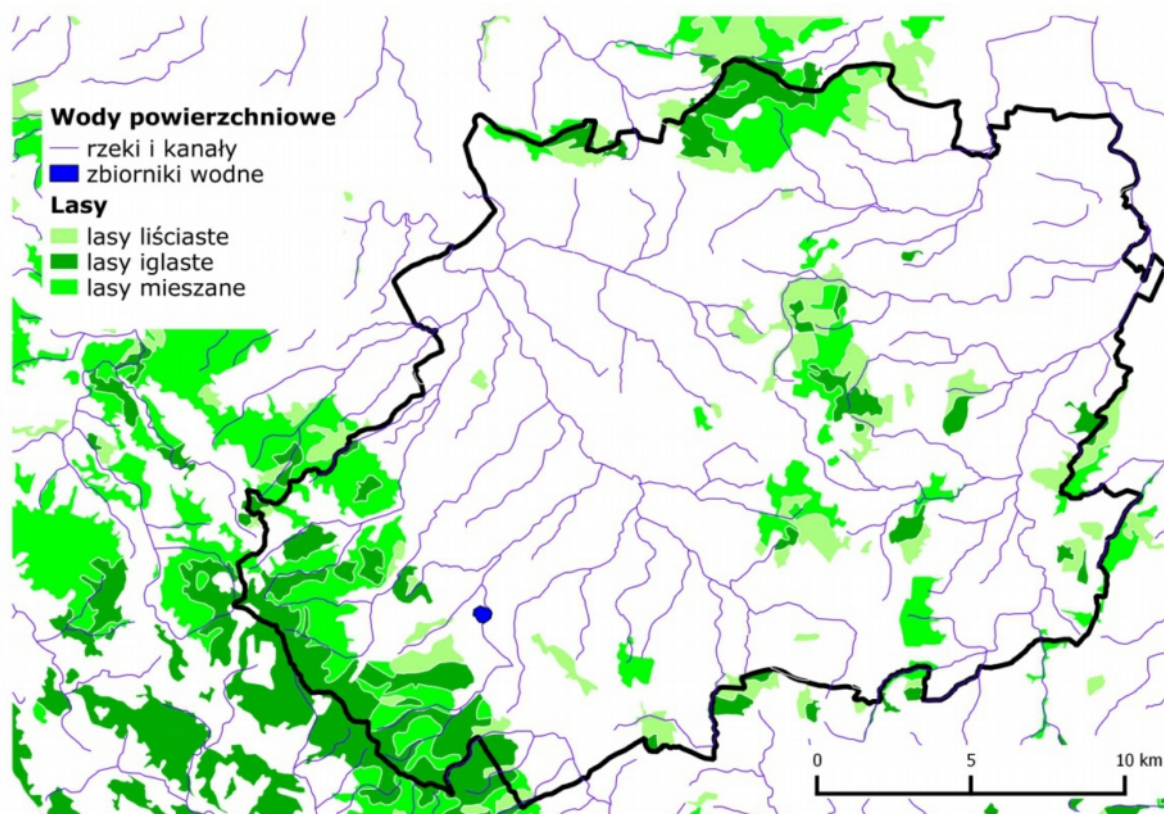 Wody powierzchniowe
rzeki i kanały
zbiorniki wodne
Lasy
lasy liściaste
lasy iglaste
lasy mieszane
0 5 10 km